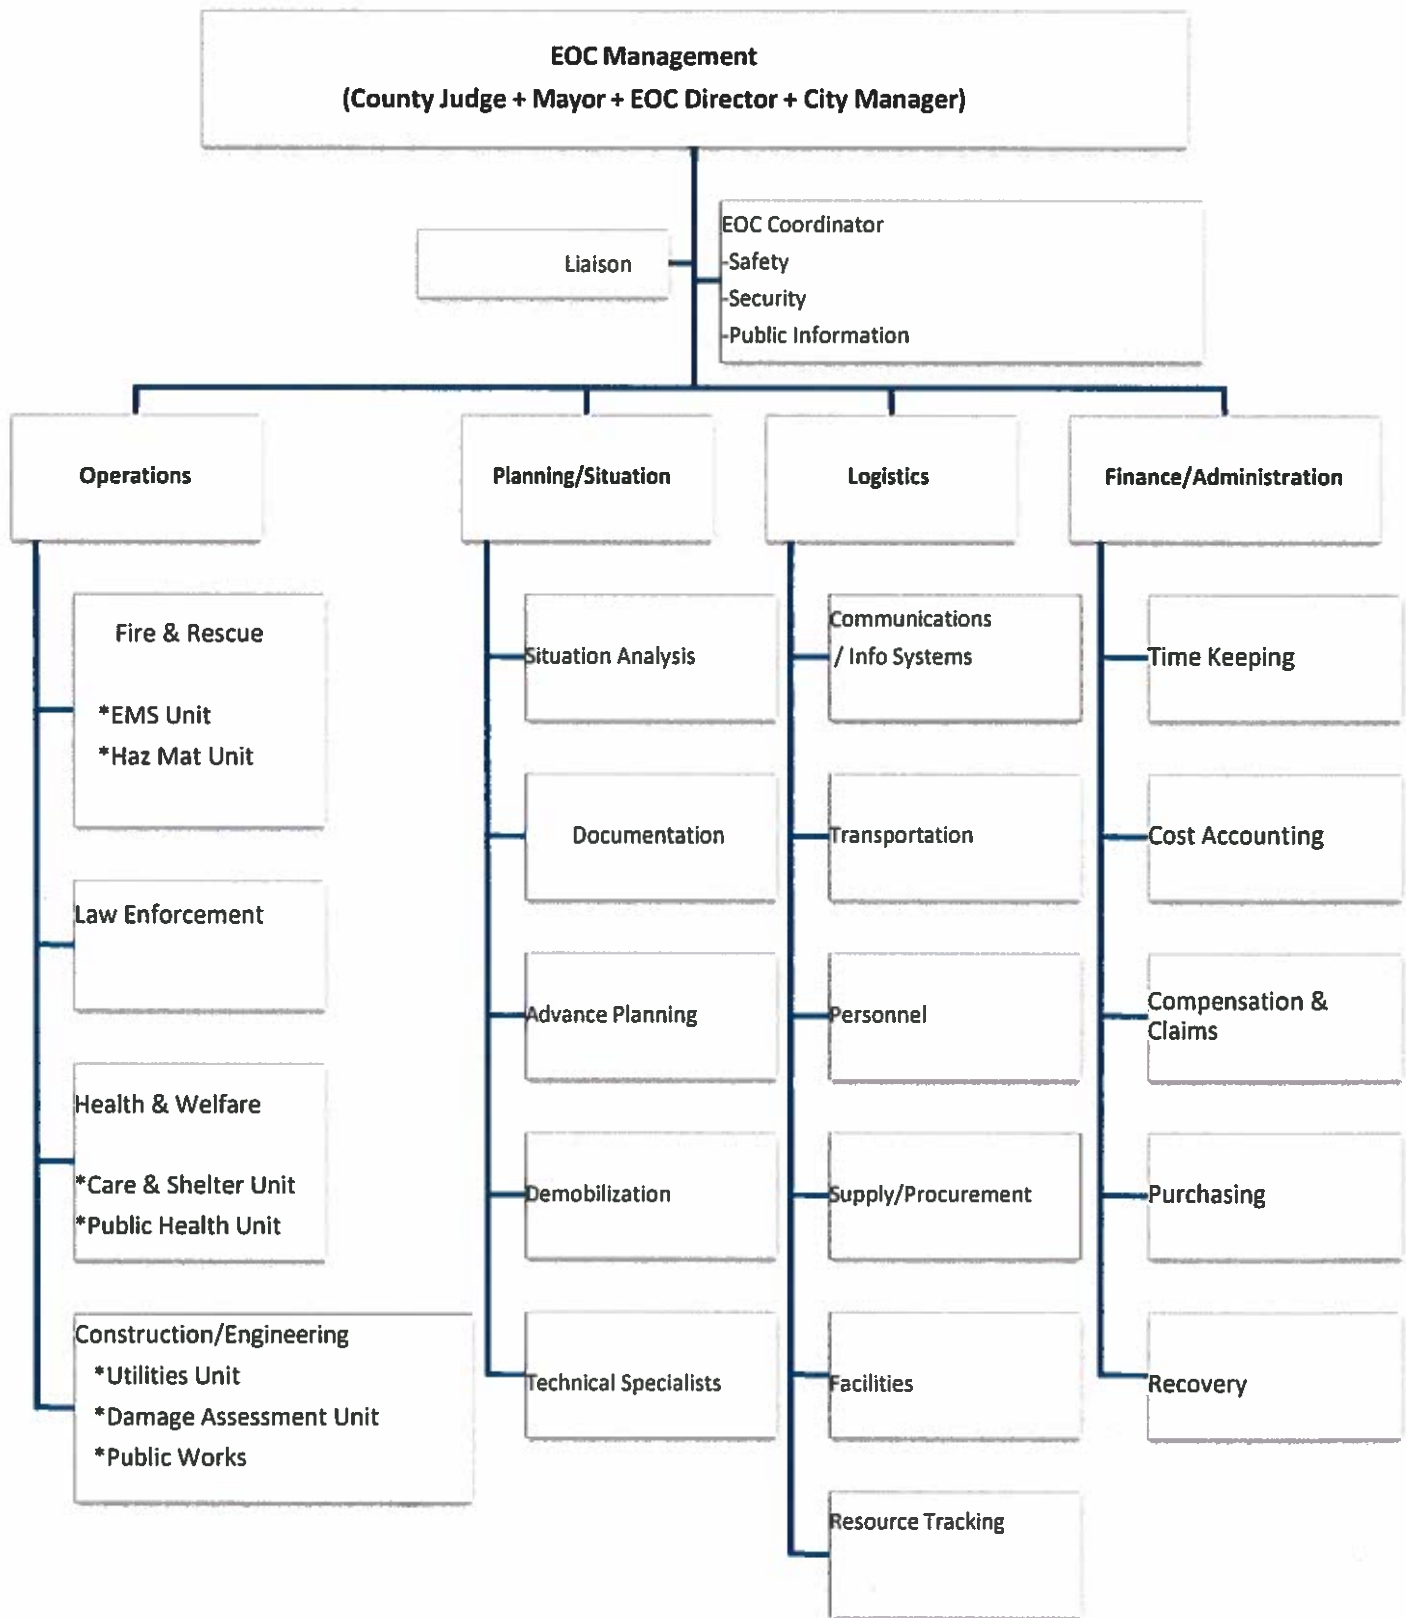 EOC Management
(County Judge + Mayor + EOC Director + City Manager)
Liaison
EOC Coordinator
-Safety
-Security
-Public Information
Operations
Planning/Situation
Logistics
Finance/Administration
Fire & Rescue
*EMS Unit
*Haz Mat Unit
Law Enforcement
Health & Welfare
*Care & Shelter Unit
*Public Health Unit
Construction/Engineering
*Utilities Unit
*Damage Assessment Unit
*Public Works
Situation Analysis
Documentation
Advance Planning
Demobilization
Technical Specialists
Communications
/ Info Systems
Transportation
Personnel
Supply/Procurement
Facilities
Resource Tracking
Time Keeping
Cost Accounting
Compensation &
Claims
Purchasing
Recovery